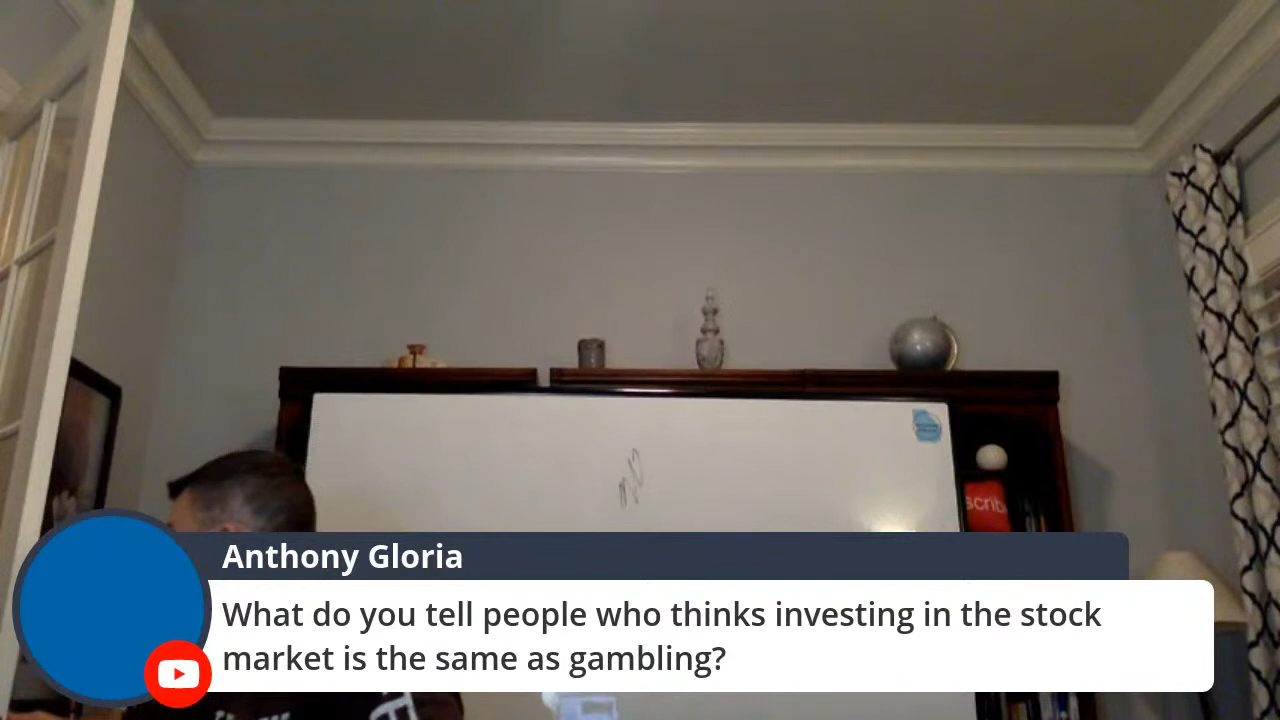 scrib
Anthony Gloria
What do you tell people who thinks investing in the stock
market is the same as gambling?